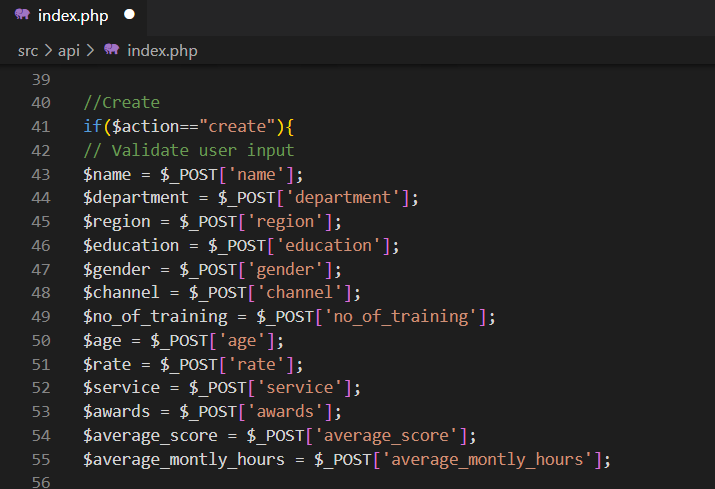 index.php
src > api > index.php
39
40 //Create
41 if($action=="create"){
42 // Validate user input
43 $name = $_POST['name'];
44 $department = $_POST['department'];
45 $region = $_POST['region'];
46 $education = $_POST['education'];
47 $gender = $_POST['gender'];
48 $channel = $_POST['channel'];
49 $no_of_training = $_POST['no_of_training'];
50 $age = $_POST['age'];
51 $rate = $_POST['rate'];
52 $service = $_POST['service'];
53 $awards = $_POST['awards'];
54 $average_score = $_POST['average_score'];
55 $average_montly_hours = $_POST['average_montly_hours'];
56